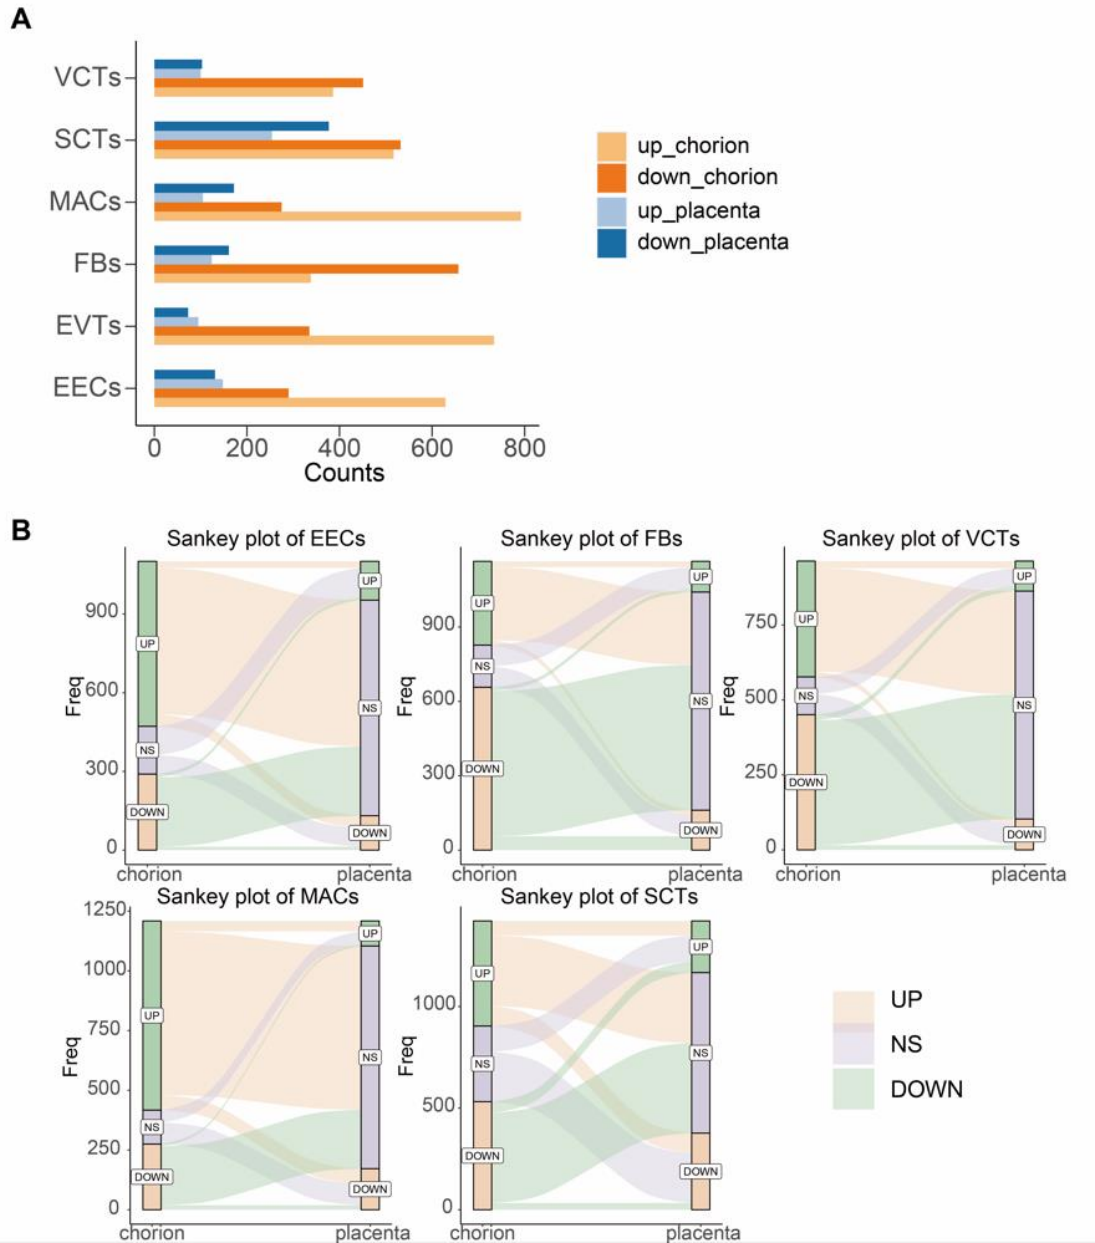 A
VCTs
SCTs
MACs
FBs
EVTs
EECs
0 200 400 600 800
Counts
up_chorion
down_chorion
up_placenta
down_placenta
B
Sankey plot of EECs
Freq
900
600
300
0
UP
NS
DOWN
UP
NS
DOWN
chorion placenta
Sankey plot of FBs
Freq
900
600
300
0
UP
NS
DOWN
UP
NS
DOWN
chorion placenta
Sankey plot of VCTs
Freq
750
500
250
0
UP
NS
DOWN
UP
NS
DOWN
chorion placenta
Sankey plot of MACs
Freq
1250
1000
750
500
250
0
UP
NS
DOWN
UP
NS
DOWN
chorion placenta
Sankey plot of SCTs
Freq
1000
500
0
UP
NS
DOWN
UP
NS
DOWN
chorion placenta
UP
NS
DOWN